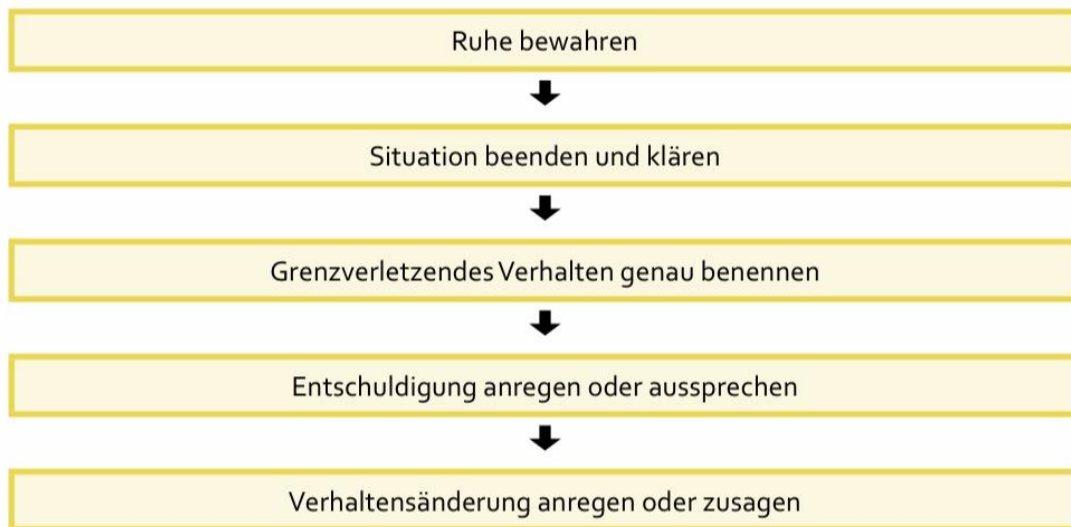 Ruhe bewahren
Situation beenden und klären
Grenzverletzendes Verhalten genau benennen
Entschuldigung anregen oder aussprechen
Verhaltensänderung anregen oder zusagen